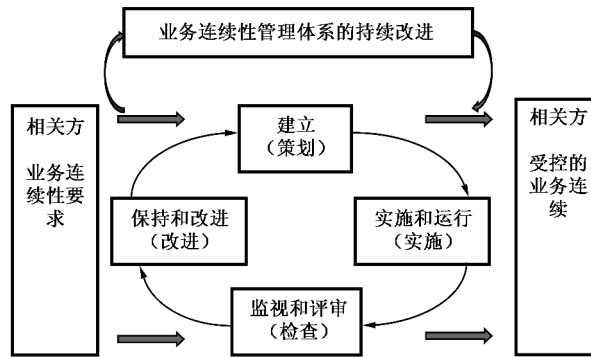 业务连续性管理体系的持续改进
相关方
业务连
续性要
求
建立
（策划）
保持和改进
（改进）
实施和运行
（实施）
监视和评审
（检查）
相关方
受控的
业务连
续